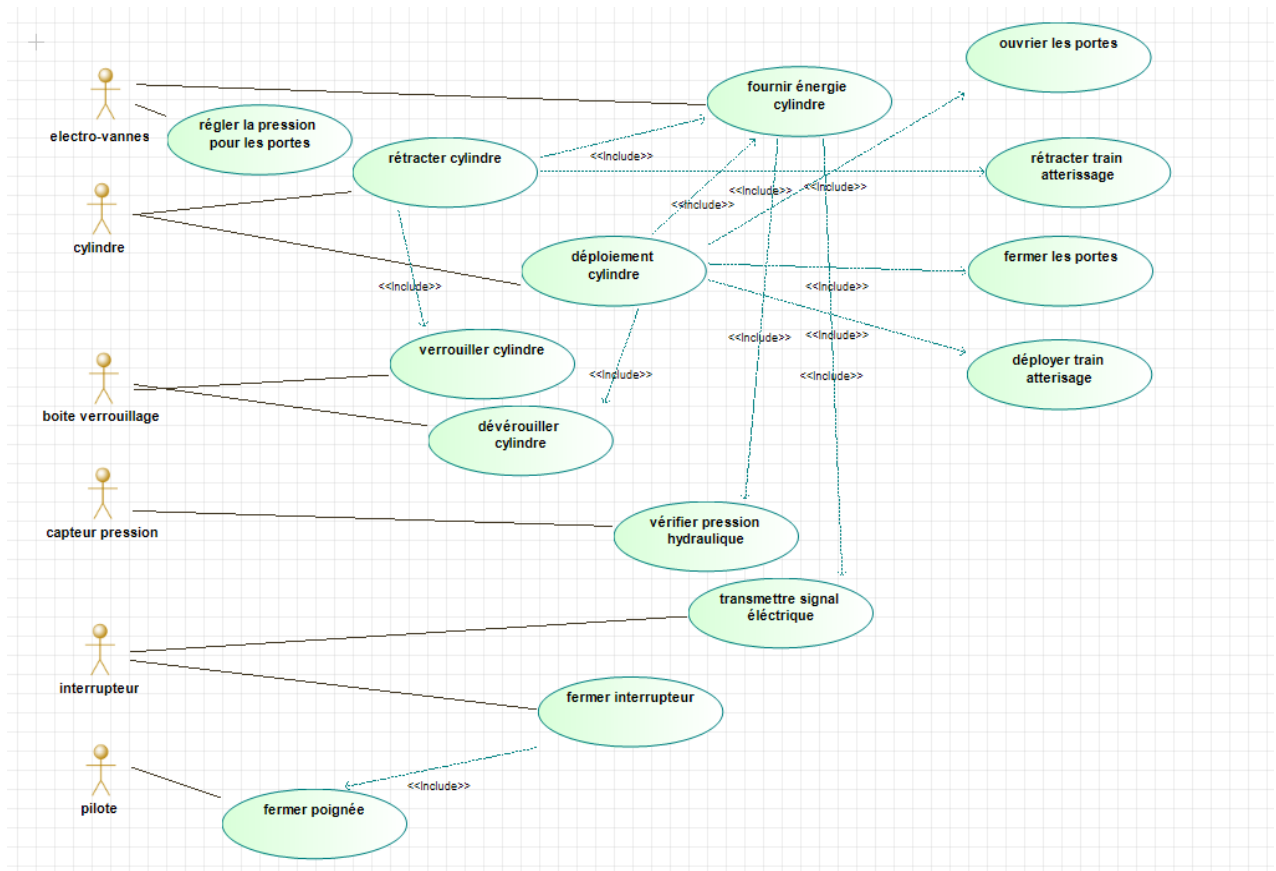 ouvrier les portes
fournir énergie
cylindre
electro-vannes
régler la pression
pour les portes
rétracter cylindre
<<Include>>
rétracter train
atterissage
<<Include>>
<<Include>>
<<Include>>
cylindre
déploiement
cylindre
fermer les portes
<<Include>>
<<Include>>
<<Include>>
<<Include>>
verrouiller cylindre
déployer train
atterisage
<<Include>>
<<Include>>
boite verrouillage
dévérouiller
cylindre
capteur pression
vérifier pression
hydraulique
transmettre signal
éléctrique
interrupteur
fermer interrupteur
<<Include>>
pilote
fermer poignée